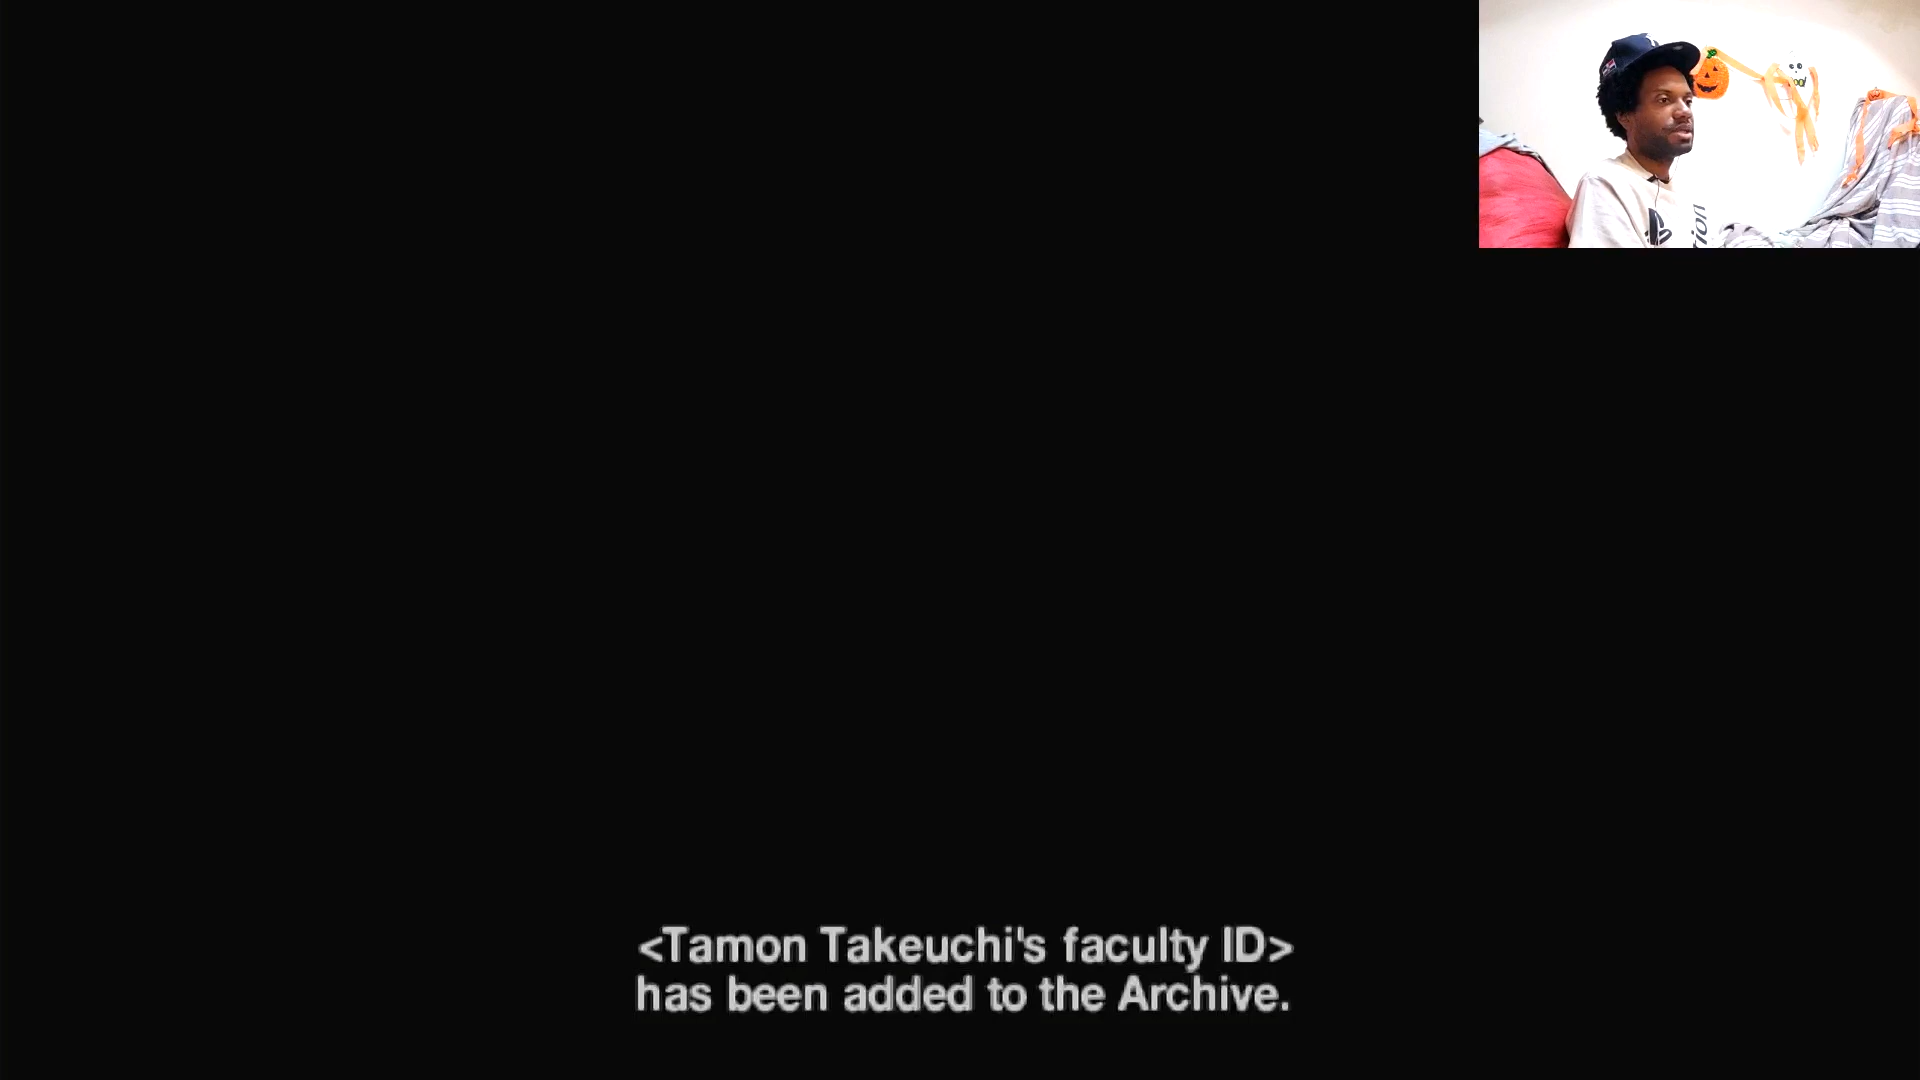 <Tamon Takeuchi's faculty ID>
has been added to the Archive.